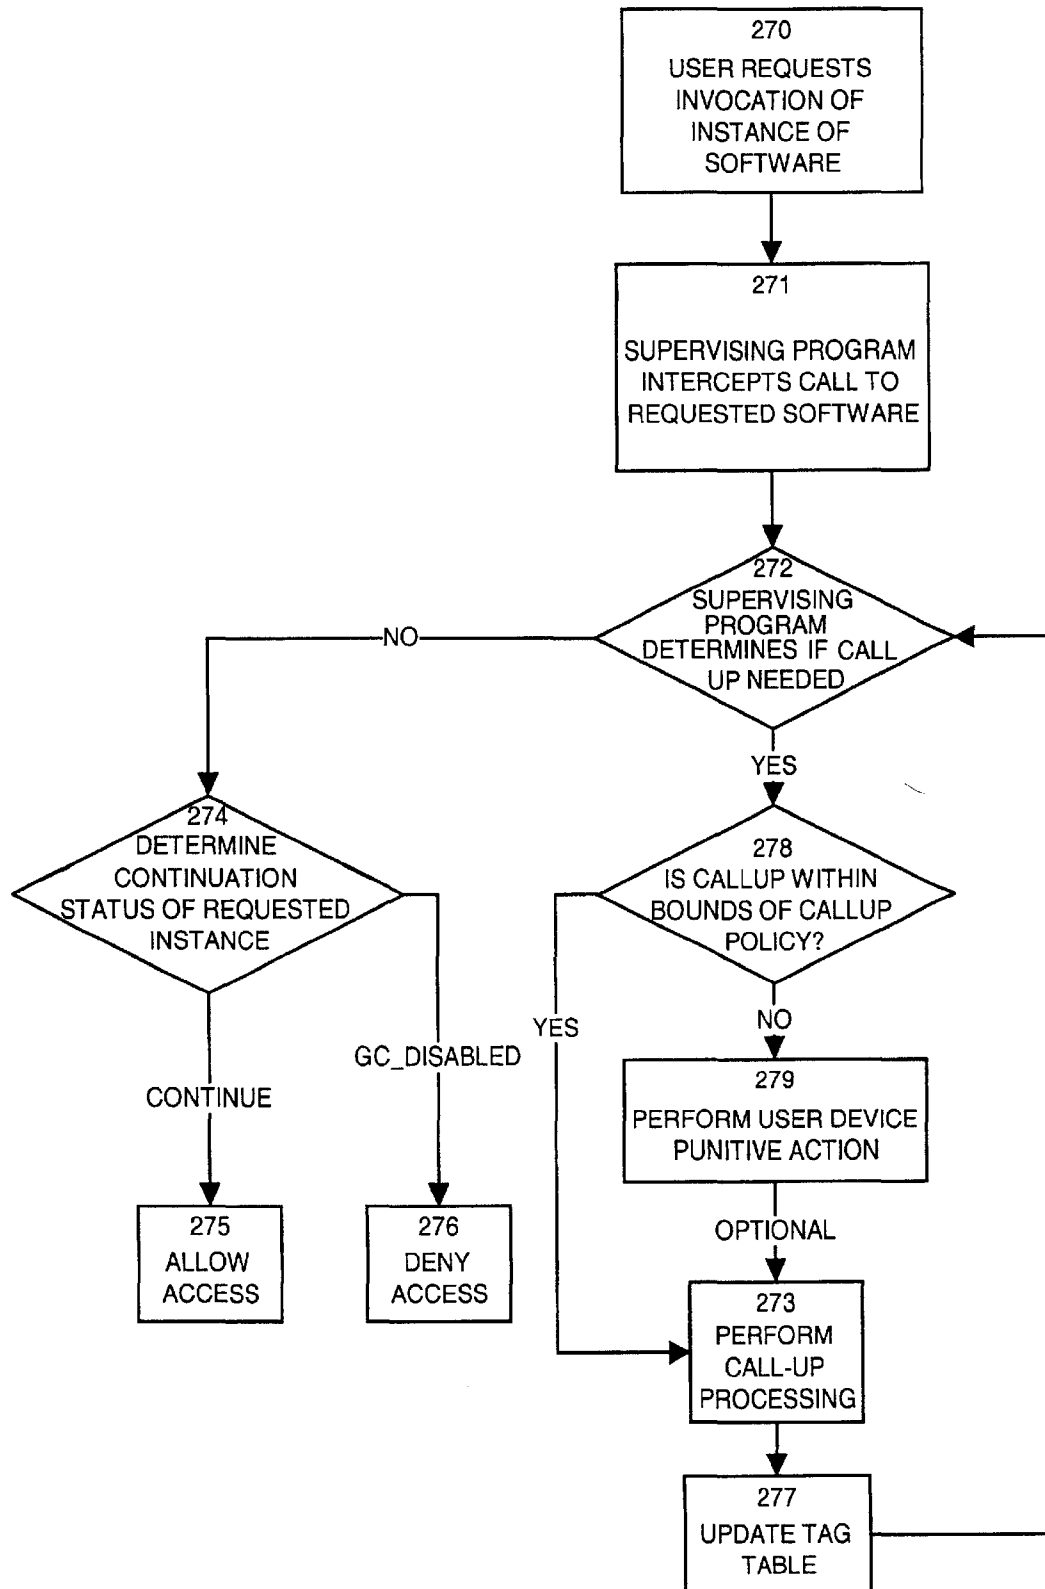 270
USER REQUESTS
INVOCATION OF
INSTANCE OF
SOFTWARE
271
SUPERVISING PROGRAM
INTERCEPTS CALL TO
REQUESTED SOFTWARE
272
SUPERVISING
PROGRAM
DETERMINES IF CALL
UP NEEDED
NO
YES
274
DETERMINE
CONTINUATION
STATUS OF REQUESTED
INSTANCE
278
IS CALLUP WITHIN
BOUNDS OF CALLUP
POLICY?
YES
NO
GC_DISABLED
CONTINUE
279
PERFORM USER DEVICE
PUNITIVE ACTION
OPTIONAL
275
ALLOW
ACCESS
276
DENY
ACCESS
273
PERFORM
CALL-UP
PROCESSING
277
UPDATE TAG
TABLE